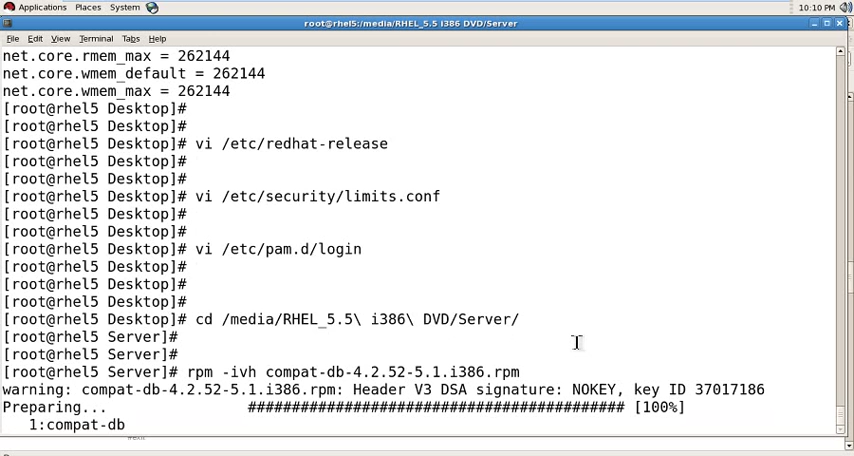 Applications Places System 10:10 PM
root@rhel5:/media/RHEL_5.5 i386 DVD/Server
File Edit View Terminal Tabs Help
net.core.rmem_max = 262144
net.core.wmem_default = 262144
net.core.wmem_max = 262144
[root@rhel5 Desktop]#
[root@rhel5 Desktop]#
[root@rhel5 Desktop]# vi /etc/redhat-release
[root@rhel5 Desktop]#
[root@rhel5 Desktop]#
[root@rhel5 Desktop]# vi /etc/security/limits.conf
[root@rhel5 Desktop]#
[root@rhel5 Desktop]#
[root@rhel5 Desktop]# vi /etc/pam.d/login
[root@rhel5 Desktop]#
[root@rhel5 Desktop]#
[root@rhel5 Desktop]#
[root@rhel5 Desktop]# cd /media/RHEL_5.5\ i386\ DVD/Server/
[root@rhel5 Server]#
[root@rhel5 Server]#
[root@rhel5 Server]# rpm -ivh compat-db-4.2.52-5.1.i386.rpm
warning: compat-db-4.2.52-5.1.i386.rpm: Header V3 DSA signature: NOKEY, key ID 37017186
Preparing... ########################################### [100%]
1:compat-db